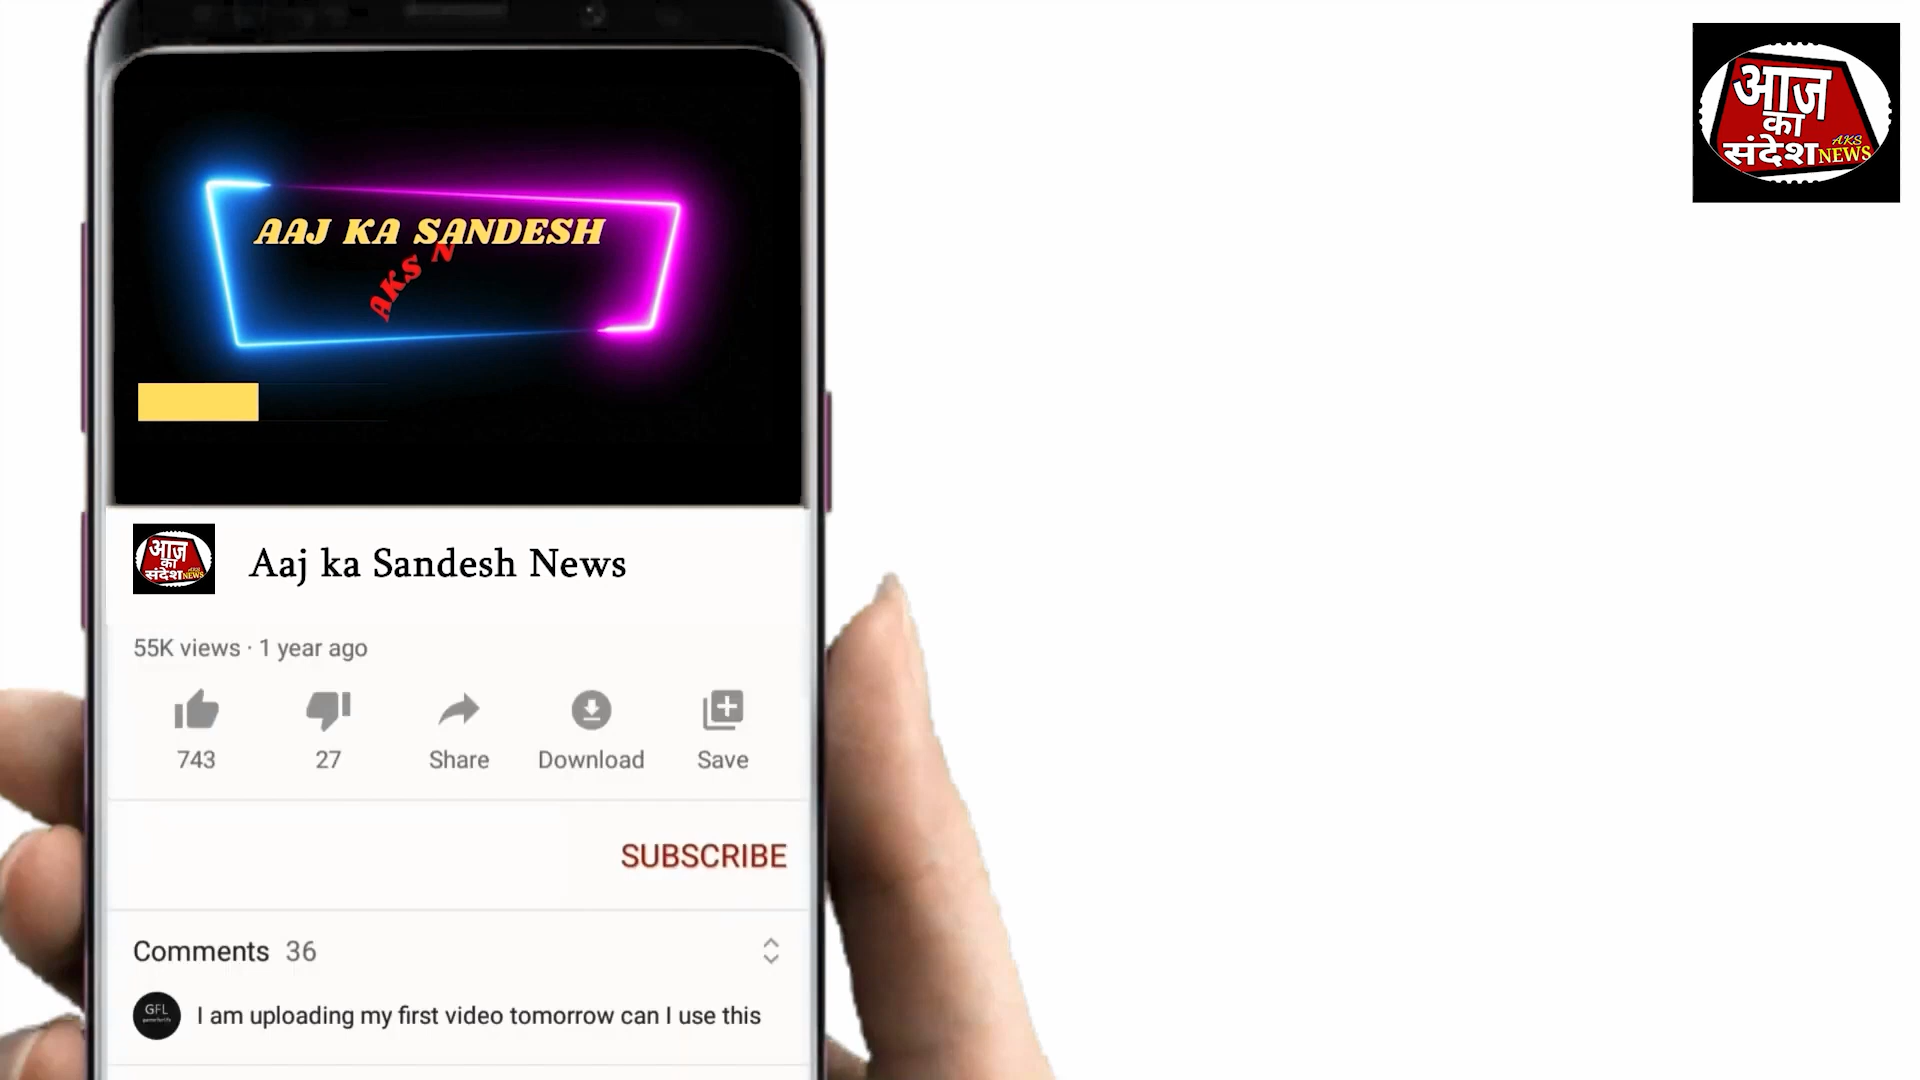 AAJ KA SANDESH
AKS N
आज
का
संदेश
AKS
NEWS
आज
का
संदेश NEWS
Aaj ka Sandesh News
55K views · 1 year ago
743
27
Share
Download
Save
SUBSCRIBE
Comments 36
GFL
I am uploading my first video tomorrow can I use this